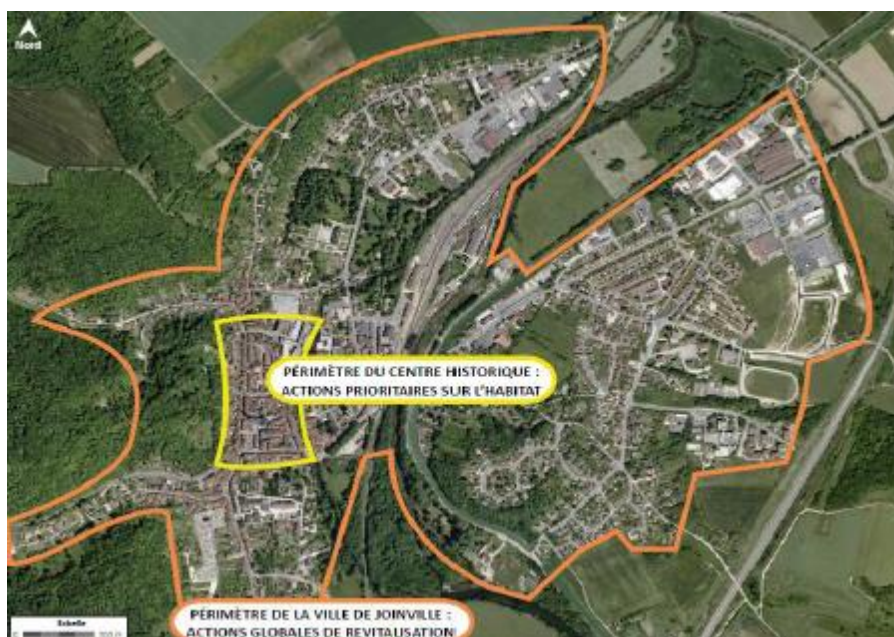 Nord
PÉRIMÈTRE DU CENTRE HISTORIQUE :
ACTIONS PRIORITAIRES SUR L'HABITAT
PÉRIMÈTRE DE LA VILLE DE JOINVILLE :
ACTIONS GLOBALES DE REVITALISATION
Echelle
0